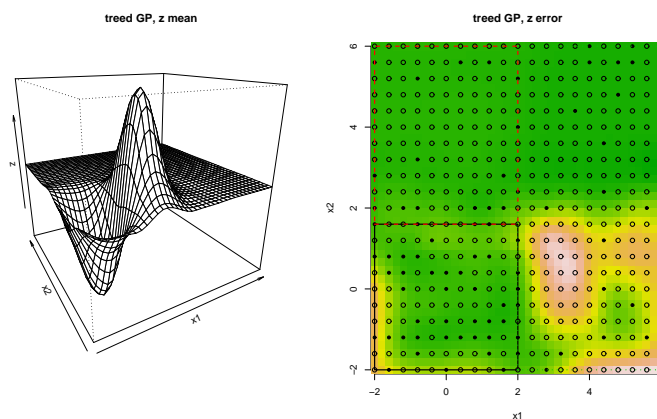 treed GP, z mean
z
x2
x1
treed GP, z error
x2
6
4
2
0
−2
−2 0 2 4
x1